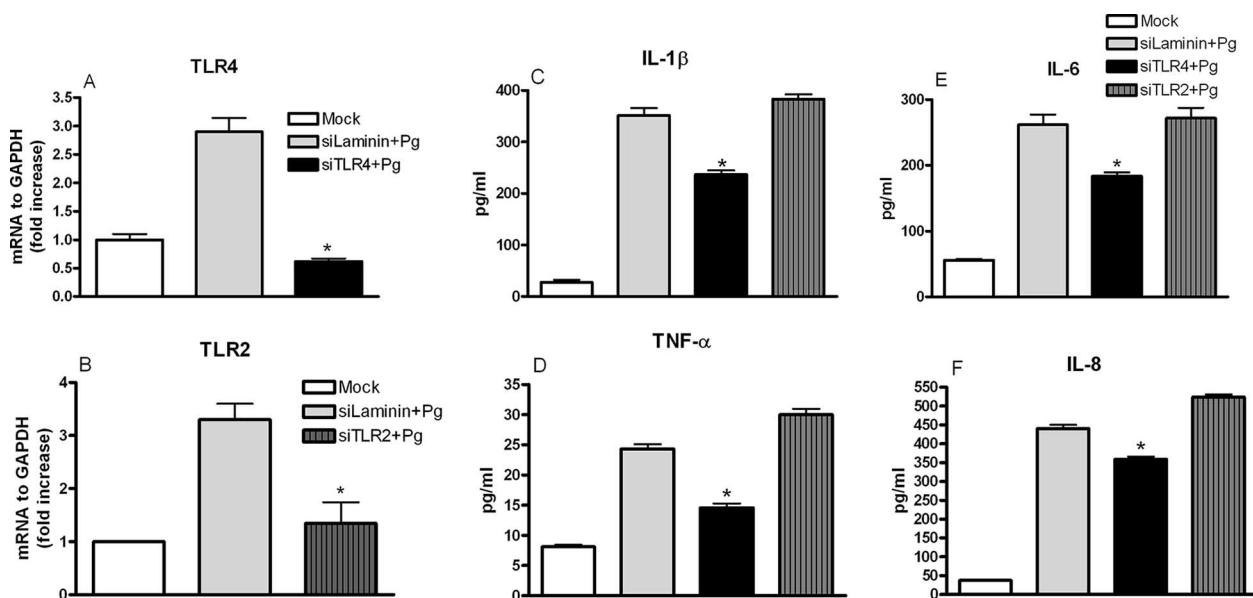 A
TLR4
mRNA to GAPDH
(fold increase)
3.5
3.0
2.5
2.0
1.5
1.0
0.5
0.0
*
Mock
siLaminin+Pg
siTLR4+Pg
C
IL-1β
pg/ml
400
300
200
100
0
*
E
IL-6
Mock
siLaminin+Pg
siTLR4+Pg
siTLR2+Pg
pg/ml
300
200
100
0
*
B
TLR2
mRNA to GAPDH
(fold increase)
4
3
2
1
0
*
Mock
siLaminin+Pg
siTLR2+Pg
D
TNF-α
pg/ml
35
30
25
20
15
10
5
0
*
F
IL-8
pg/ml
550
500
450
400
350
300
250
200
150
100
50
0
*